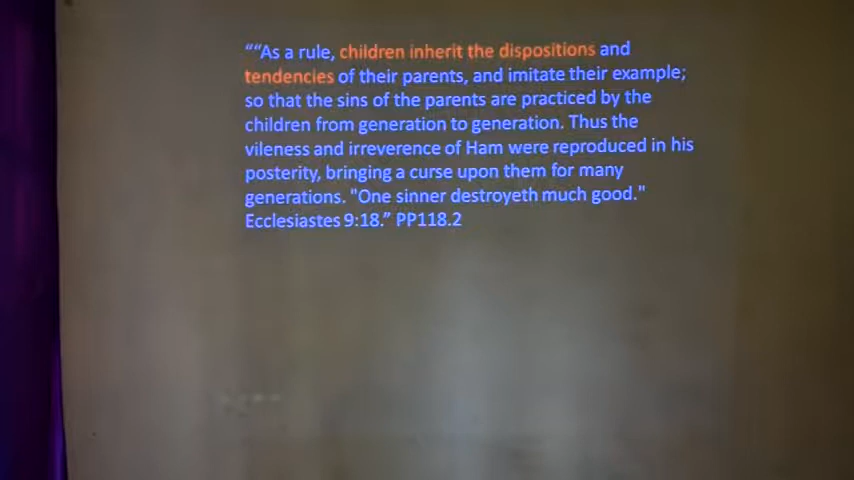 ““As a rule, children inherit the dispositions and
tendencies of their parents, and imitate their example;
so that the sins of the parents are practiced by the
children from generation to generation. Thus the
vileness and irreverence of Ham were reproduced in his
posterity, bringing a curse upon them for many
generations. "One sinner destroyeth much good."
Ecclesiastes 9:18.” PP118.2